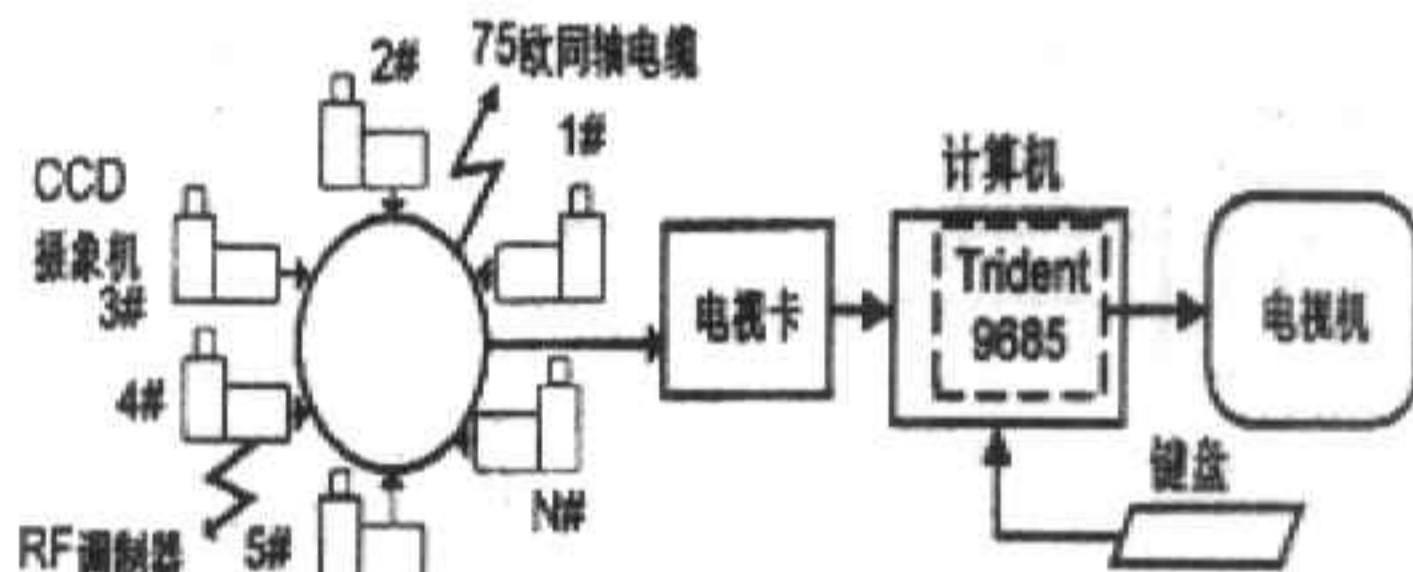 2#
75欧同轴电缆
1#
CCD
摄象机
3#
4#
RF调制器
5#
N#
电视卡
计算机
Trident
9685
电视机
键盘